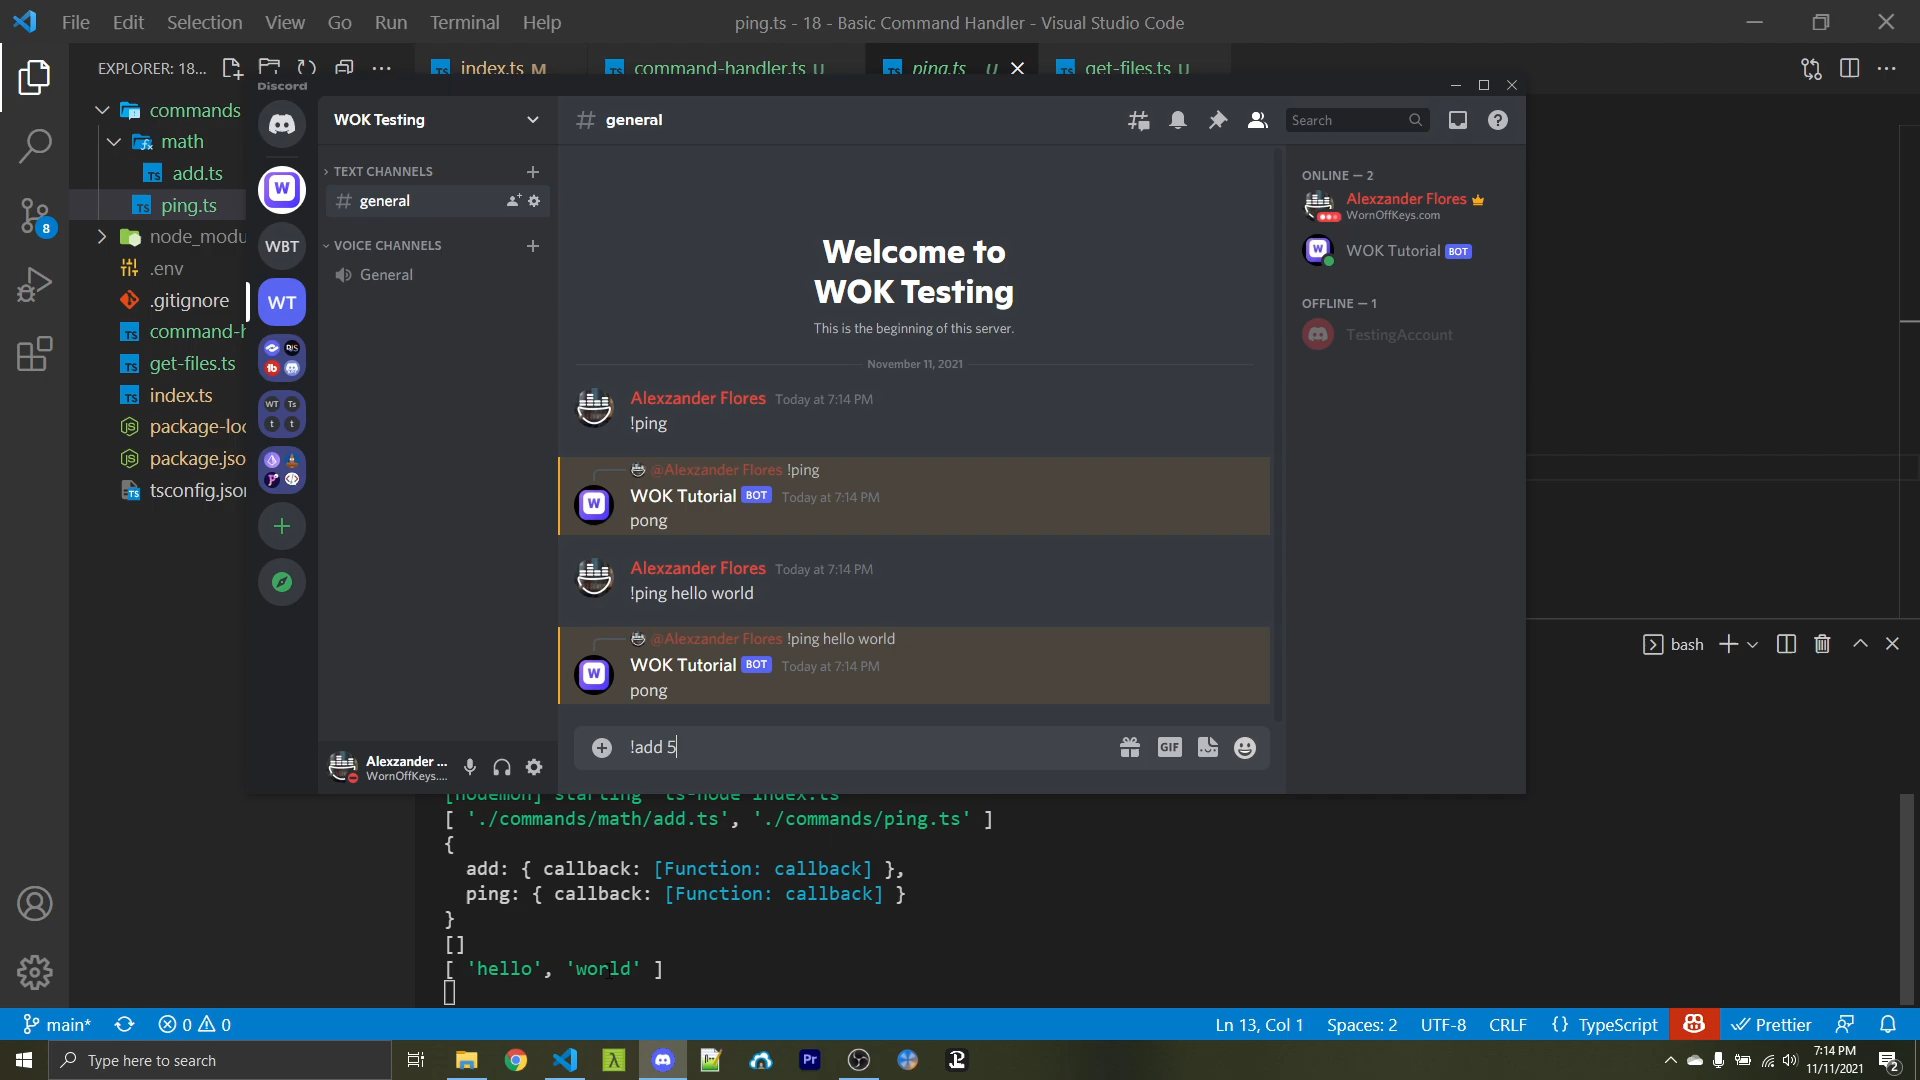 File Edit Selection View Go Run Terminal Help
ping.ts - 18 - Basic Command Handler - Visual Studio Code
EXPLORER: 18...
index.ts M
command-handler.ts U
ping.ts U
get-files.ts U
commands
math
add.ts
ping.ts
node_modu
.env
.gitignore
command-h
get-files.ts
index.ts
package-loc
package.jso
tsconfig.json
8
Discord
W
WBT
WT
WT Ts
t t
WOK Testing
TEXT CHANNELS
general
VOICE CHANNELS
General
Alexzander ...
WornOffKeys....
# general
Search
Welcome to
WOK Testing
This is the beginning of this server.
November 11, 2021
Alexzander Flores Today at 7:14 PM
!ping
@Alexzander Flores !ping
WOK Tutorial BOT Today at 7:14 PM
pong
Alexzander Flores Today at 7:14 PM
!ping hello world
@Alexzander Flores !ping hello world
WOK Tutorial BOT Today at 7:14 PM
pong
!add 5
GIF
ONLINE — 2
Alexzander Flores
WornOffKeys.com
WOK Tutorial BOT
OFFLINE — 1
TestingAccount
bash
[nodemon] starting `ts-node index.ts`
[ './commands/math/add.ts', './commands/ping.ts' ]
{
add: { callback: [Function: callback] },
ping: { callback: [Function: callback] }
}
[]
[ 'hello', 'world' ]
main* 0 0
Ln 13, Col 1 Spaces: 2 UTF-8 CRLF {} TypeScript Prettier
Type here to search
Pr
7:14 PM
11/11/2021
2